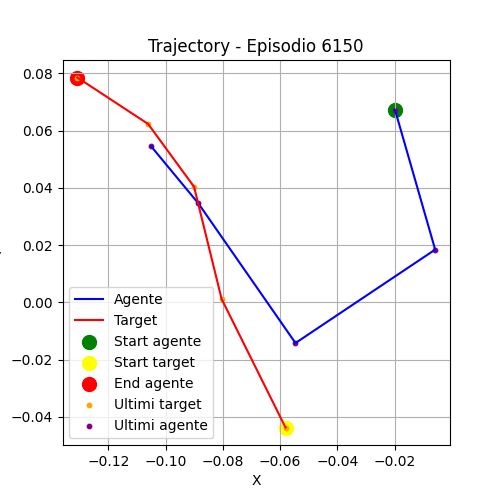 Trajectory - Episodio 6150
0.08
0.06
0.04
0.02
0.00
−0.02
−0.04
Agente
Target
Start agente
Start target
End agente
Ultimi target
Ultimi agente
−0.12 −0.10 −0.08 −0.06 −0.04 −0.02
X